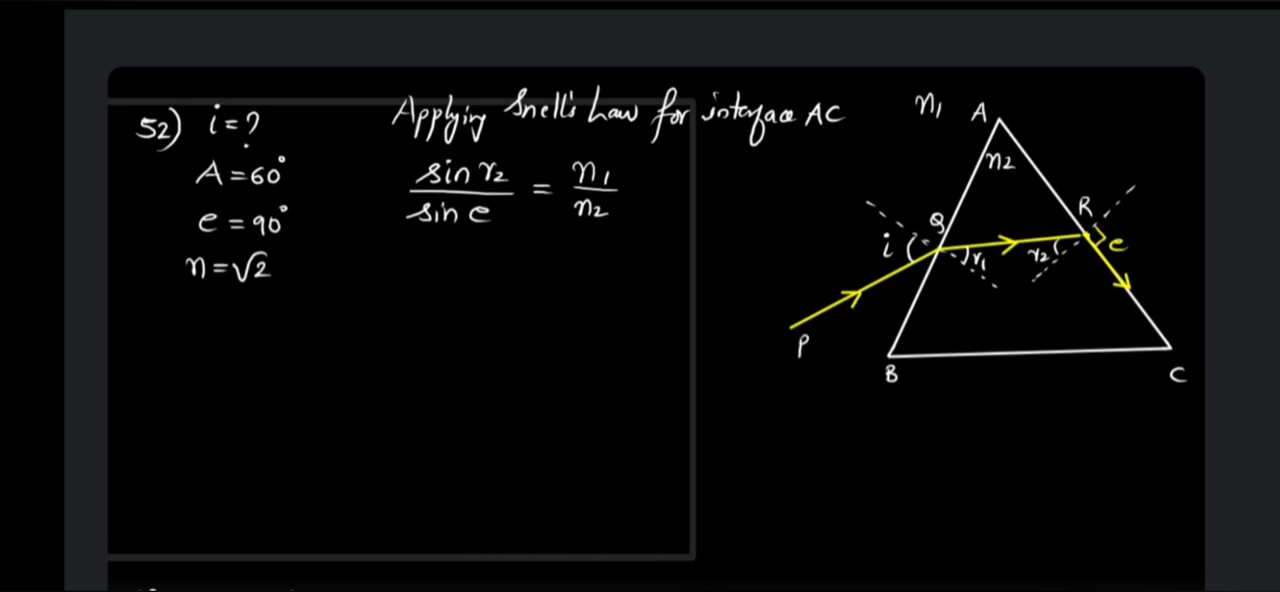 52) i = ?
A = 60°
e = 90°
n = √2
Applying Snell's Law for interface AC
sin r₂ / sin e = n₁ / n₂
n₁
A
n₂
Q
R
i
r₁
r₂
e
P
B
C